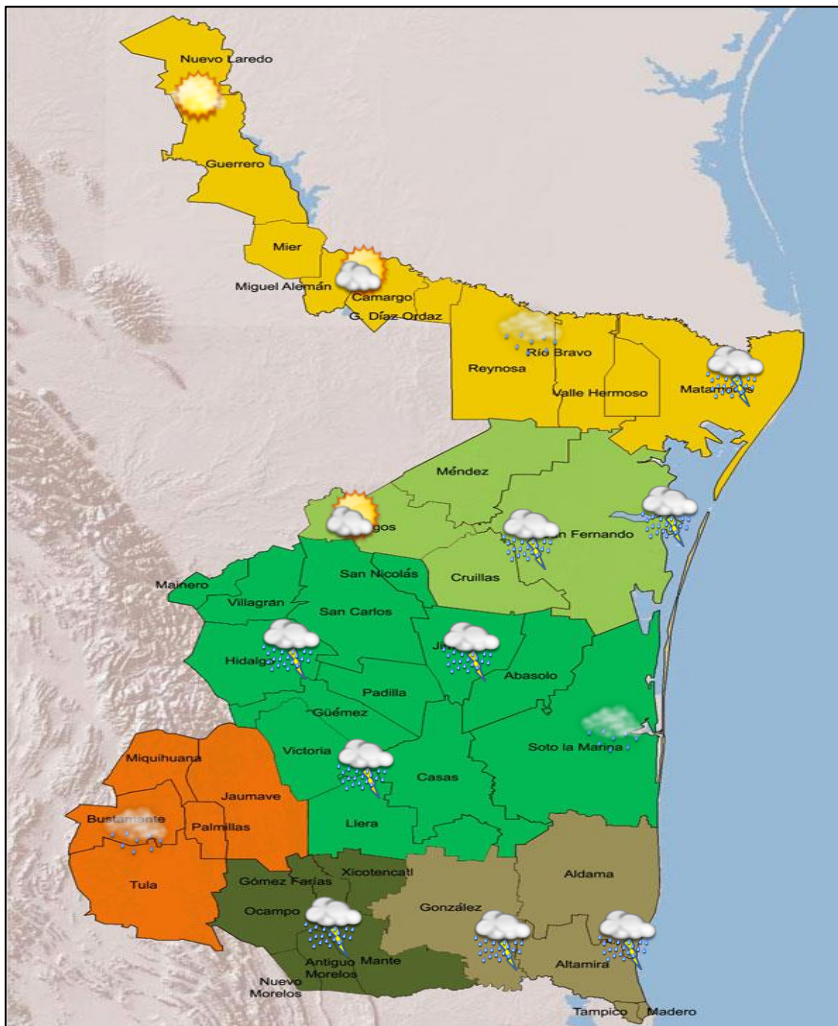 Nuevo Laredo
Guerrero
Mier
Miguel Alemán
Camargo
G. Díaz Ordaz
Río Bravo
Reynosa
Valle Hermoso
Matamoros
Méndez
San Fernando
Cruillas
San Nicolás
Mainero
Villagrán
San Carlos
Hidalgo
Abasolo
Padilla
Güémez
Victoria
Soto la Marina
Casas
Miquihuana
Jaumave
Bustamante
Palmillas
Llera
Tula
Xicotencatl
Gómez Farías
Aldama
Ocampo
González
Antiguo
Morelos
Mante
Altamira
Nuevo
Morelos
Tampico
Madero